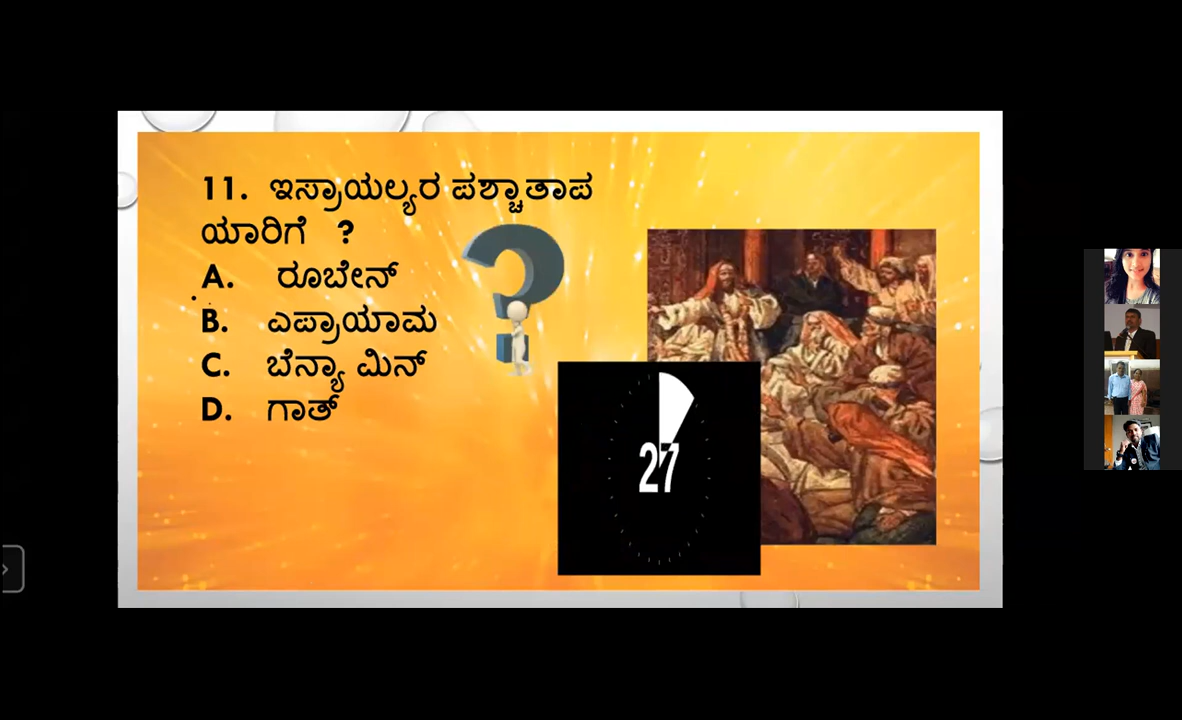 11. ಇಸ್ರಾಯಲ್ಯರ ಪಶ್ಚಾತಾಪ
ಯಾರಿಗೆ ?
A. ರೂಬೇನ್
B. ಎಪ್ರಾಯಾಮ
C. ಬೆನ್ಯಾ ಮಿನ್
D. ಗಾತ್
27